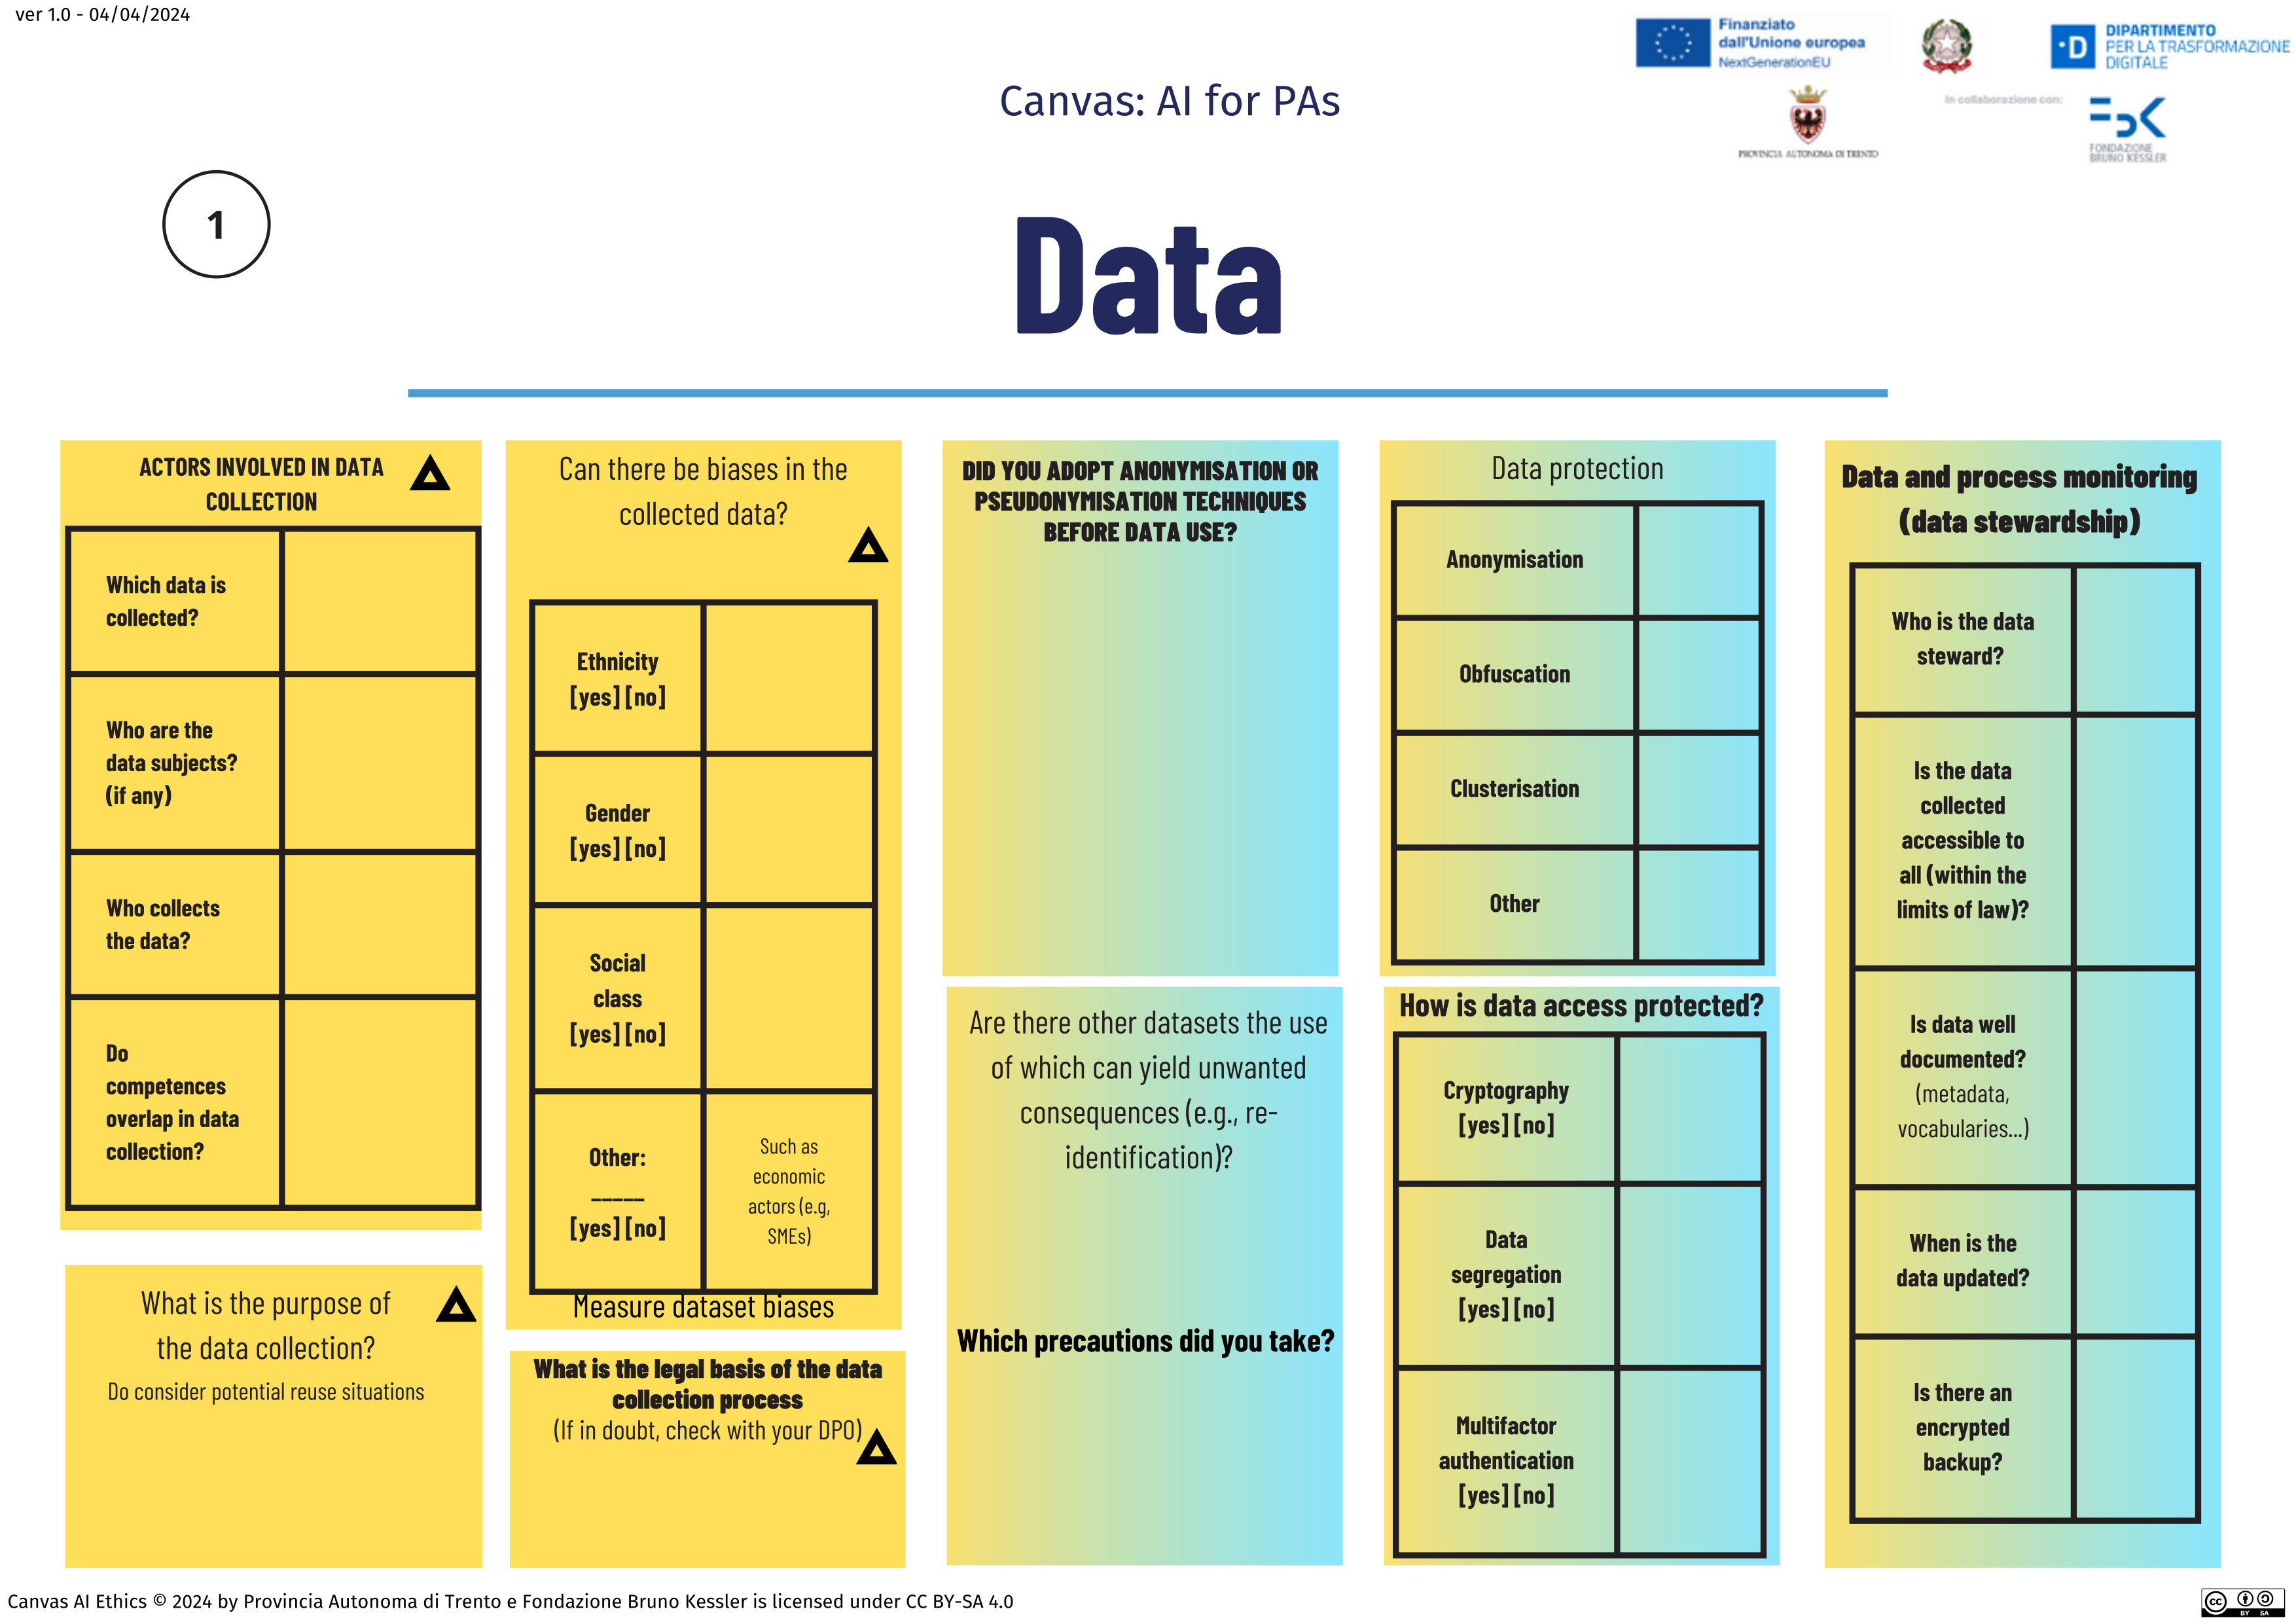 ver 1.0 - 04/04/2024
Finanziato
dall'Unione europea
NextGenerationEU
·D
DIPARTIMENTO
PER LA TRASFORMAZIONE
DIGITALE
PROVINCIA AUTONOMA DI TRENTO
In collaborazione con:
FONDAZIONE
BRUNO KESSLER
Canvas: AI for PAs
1
Data
ACTORS INVOLVED IN DATA
COLLECTION
Which data is
collected?
Who are the
data subjects?
(if any)
Who collects
the data?
Do
competences
overlap in data
collection?
What is the purpose of
the data collection?
Do consider potential reuse situations
Can there be biases in the
collected data?
Ethnicity
[yes] [no]
Gender
[yes] [no]
Social
class
[yes] [no]
Other:
_____
[yes] [no]
Such as
economic
actors (e.g,
SMEs)
Measure dataset biases
What is the legal basis of the data
collection process
(If in doubt, check with your DPO)
DID YOU ADOPT ANONYMISATION OR
PSEUDONYMISATION TECHNIQUES
BEFORE DATA USE?
Are there other datasets the use
of which can yield unwanted
consequences (e.g., re-
identification)?
Which precautions did you take?
Data protection
Anonymisation
Obfuscation
Clusterisation
Other
How is data access protected?
Cryptography
[yes] [no]
Data
segregation
[yes] [no]
Multifactor
authentication
[yes] [no]
Data and process monitoring
(data stewardship)
Who is the data
steward?
Is the data
collected
accessible to
all (within the
limits of law)?
Is data well
documented?
(metadata,
vocabularies...)
When is the
data updated?
Is there an
encrypted
backup?
Canvas AI Ethics © 2024 by Provincia Autonoma di Trento e Fondazione Bruno Kessler is licensed under CC BY-SA 4.0
cc
BY SA